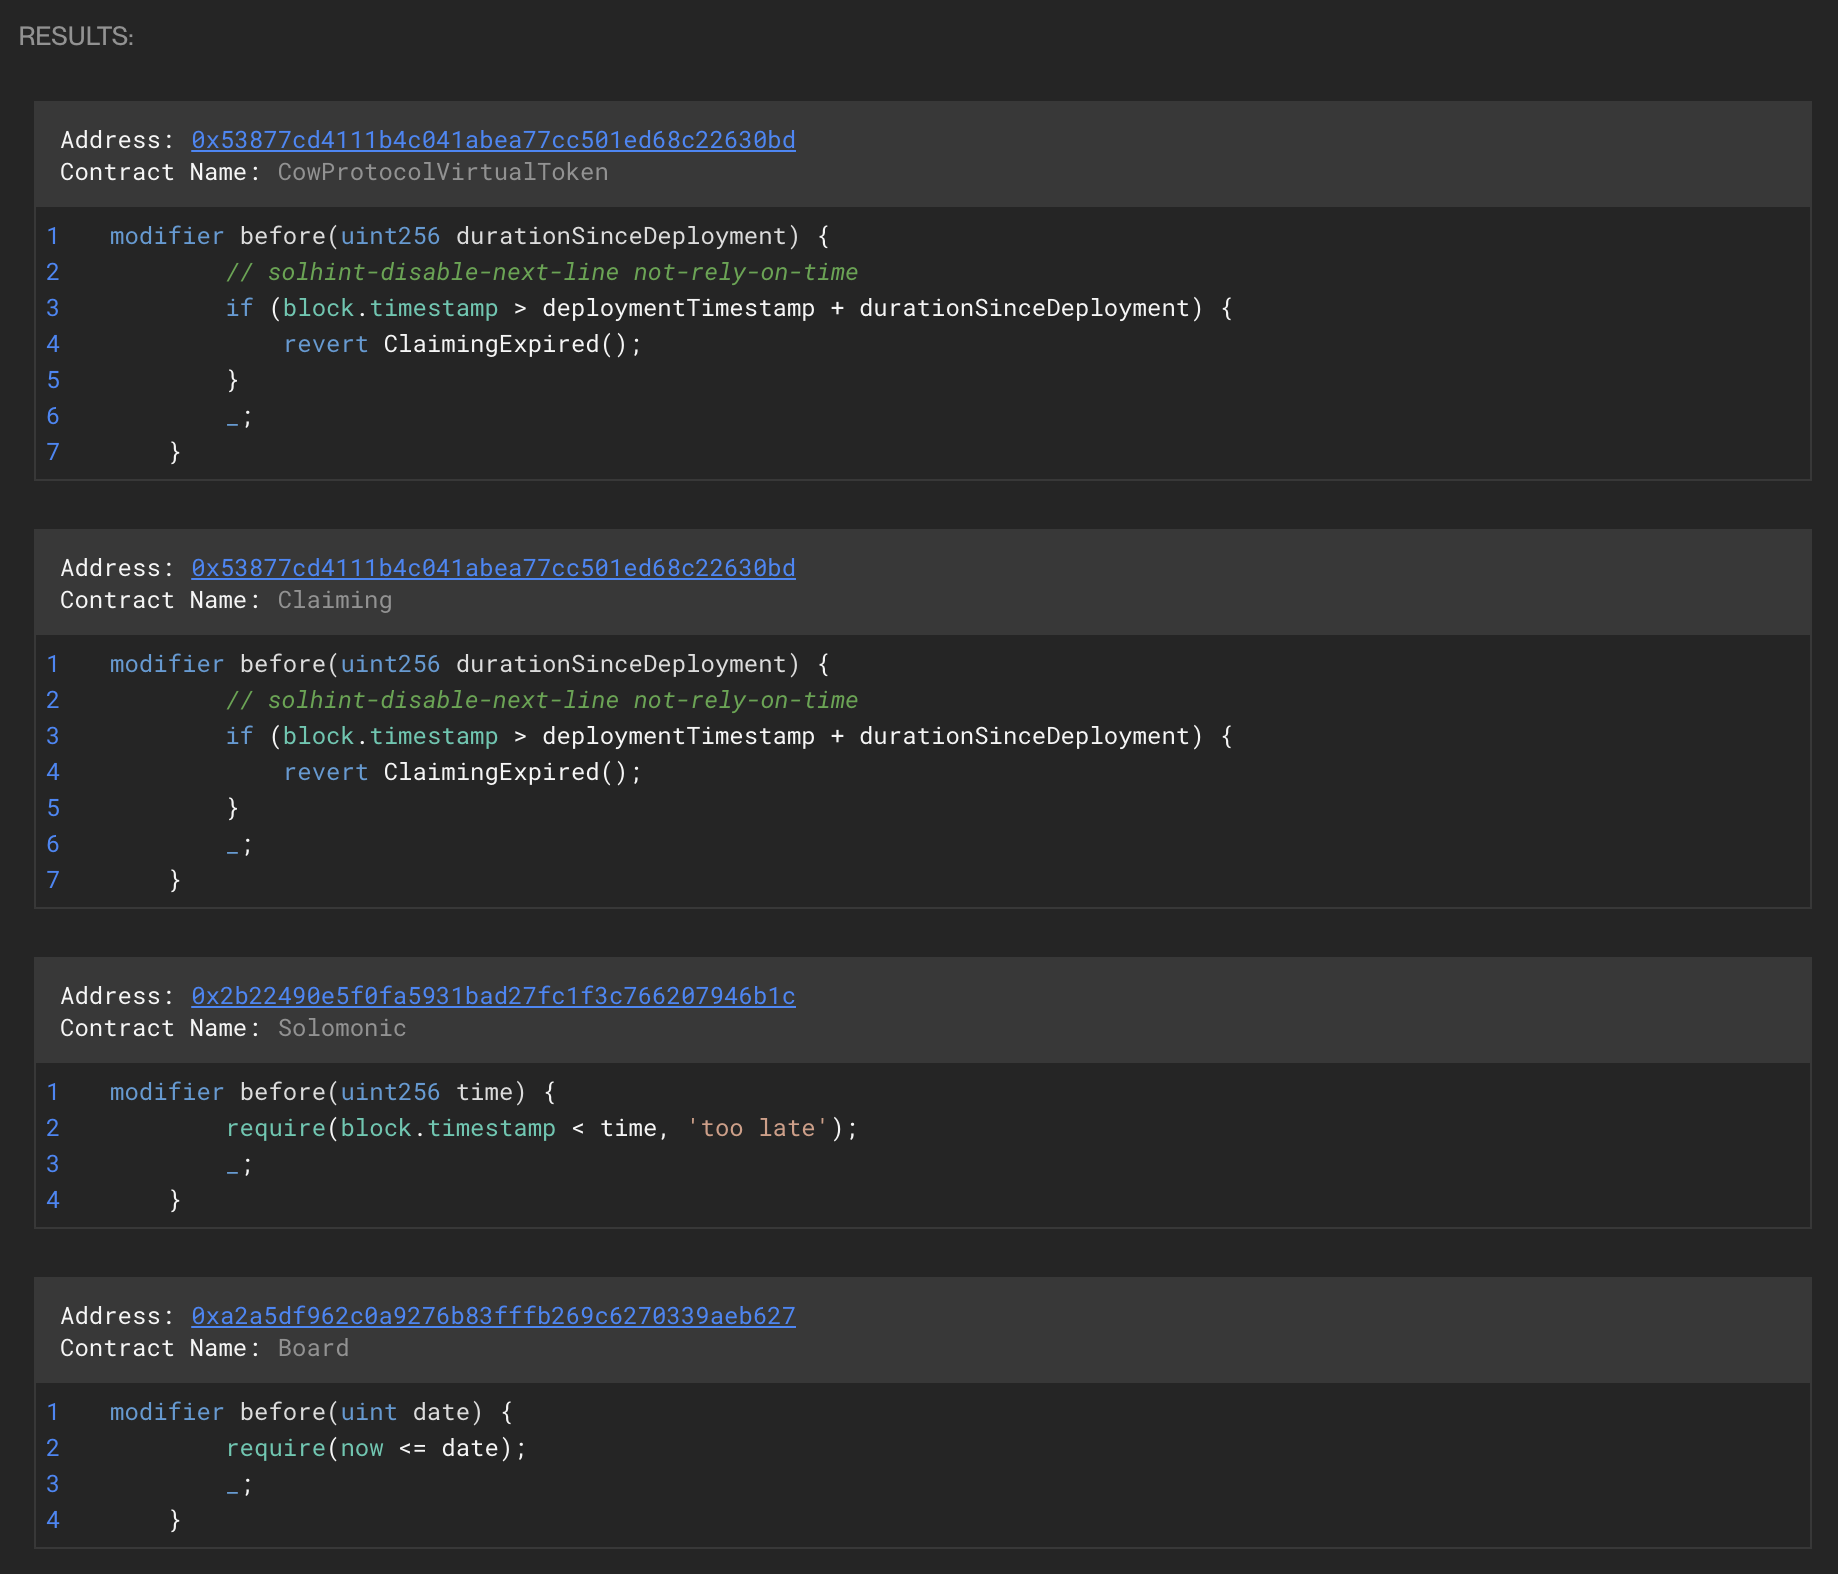 RESULTS:
Address: 0x53877cd4111b4c041abea77cc501ed68c22630bd
Contract Name: CowProtocolVirtualToken
1 modifier before(uint256 durationSinceDeployment) {
2 // solhint-disable-next-line not-rely-on-time
3 if (block.timestamp > deploymentTimestamp + durationSinceDeployment) {
4 revert ClaimingExpired();
5 }
6 _;
7 }
Address: 0x53877cd4111b4c041abea77cc501ed68c22630bd
Contract Name: Claiming
1 modifier before(uint256 durationSinceDeployment) {
2 // solhint-disable-next-line not-rely-on-time
3 if (block.timestamp > deploymentTimestamp + durationSinceDeployment) {
4 revert ClaimingExpired();
5 }
6 _;
7 }
Address: 0x2b22490e5f0fa5931bad27fc1f3c766207946b1c
Contract Name: Solomonic
1 modifier before(uint256 time) {
2 require(block.timestamp < time, 'too late');
3 _;
4 }
Address: 0xa2a5df962c0a9276b83fffb269c6270339aeb627
Contract Name: Board
1 modifier before(uint date) {
2 require(now <= date);
3 _;
4 }